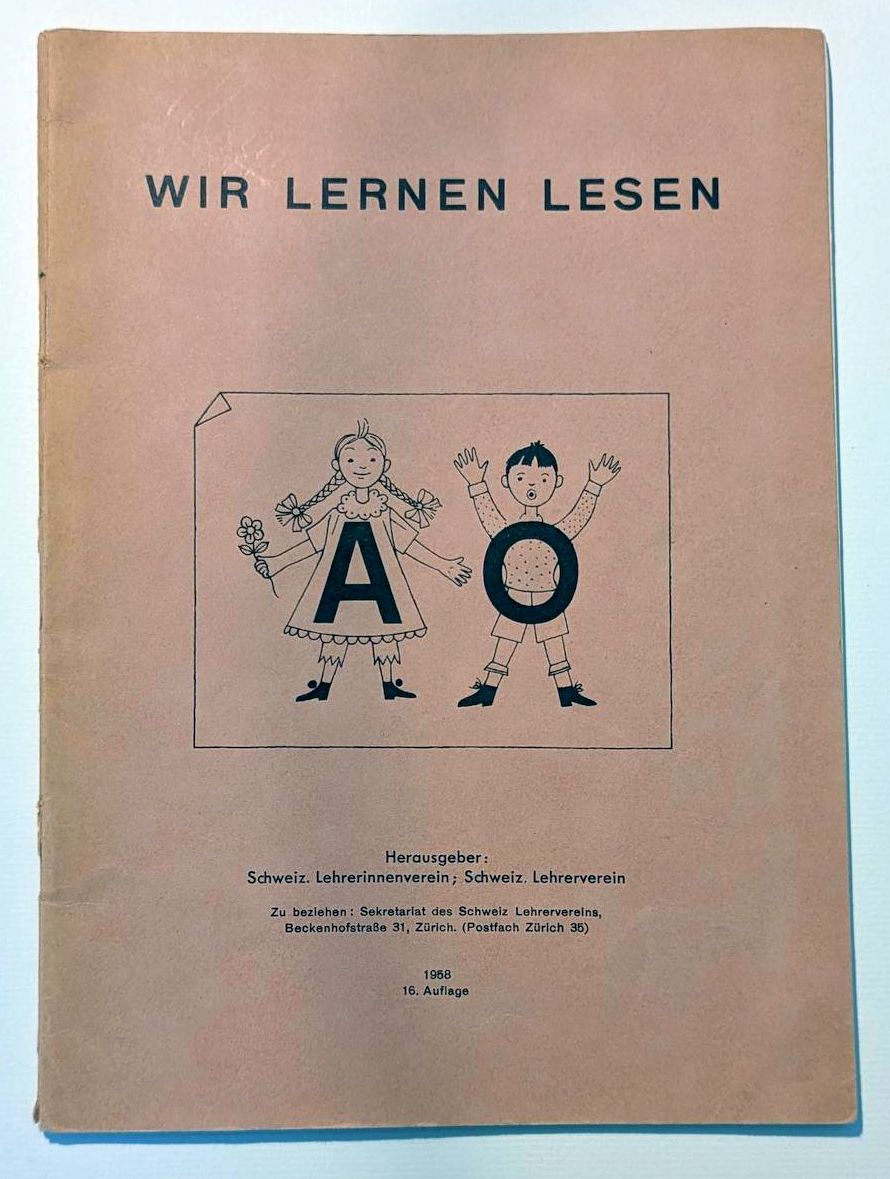 WIR LERNEN LESEN
A O
Herausgeber:
Schweiz. Lehrerinnenverein; Schweiz. Lehrerverein
Zu beziehen: Sekretariat des Schweiz Lehrervereins,
Beckenhofstraße 31, Zürich. (Postfach Zürich 35)
1958
16. Auflage